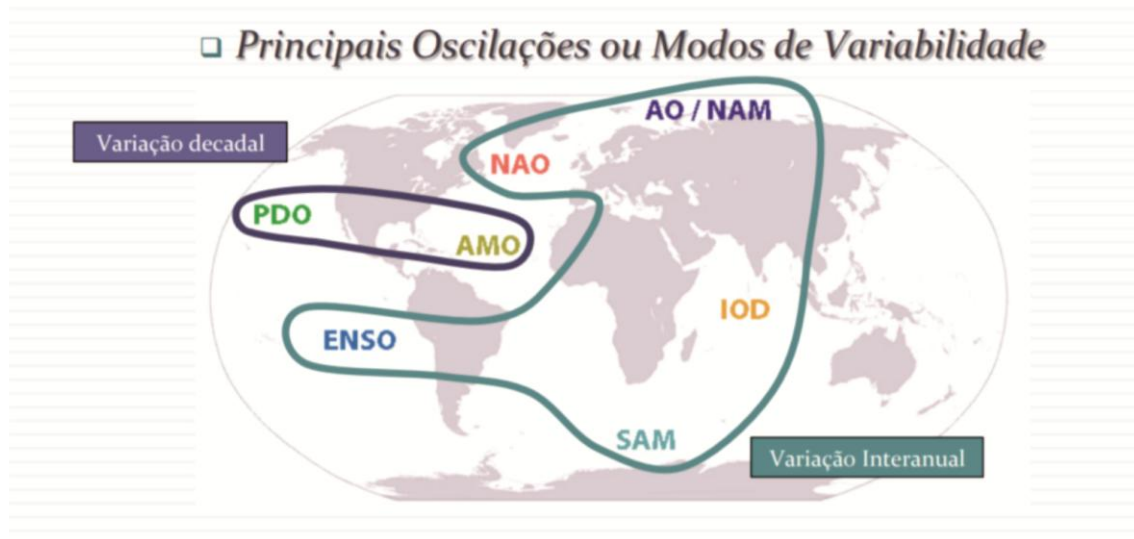 Principais Oscilações ou Modos de Variabilidade
AO / NAM
Variação decadal
NAO
PDO
AMO
IOD
ENSO
SAM
Variação Interanual